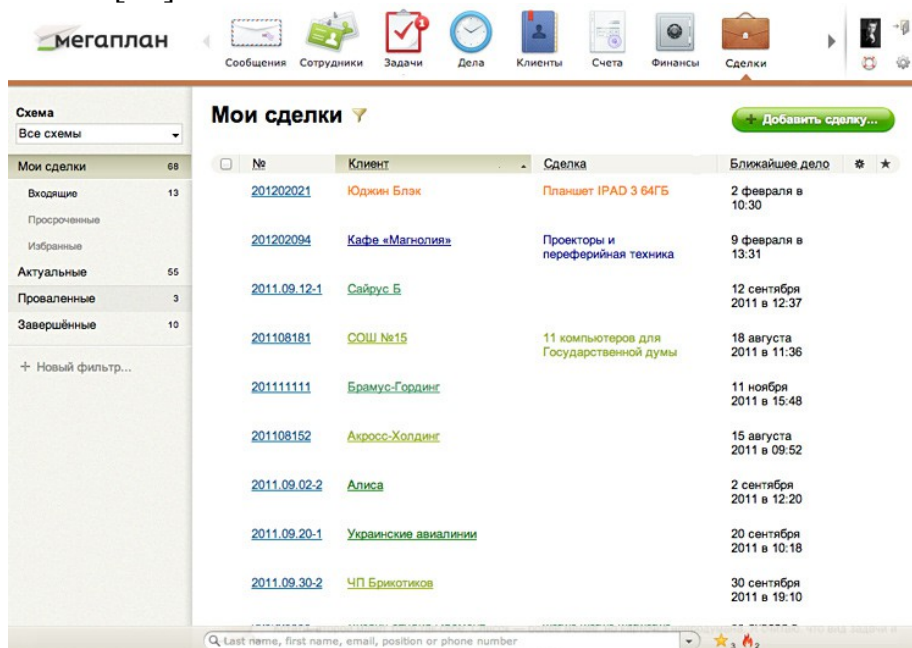 мегаплан
1
Сообщения Сотрудники Задачи Дела Клиенты Счета Финансы Сделки
Схема
Все схемы
Мои сделки 68
Входящие 13
Просроченные
Избранные
Актуальные 55
Проваленные 3
Завершённые 10
+ Новый фильтр...
Мои сделки
+ Добавить сделку...
№ Клиент Сделка Ближайшее дело
201202021 Юджин Блэк Планшет IPAD 3 64ГБ 2 февраля в
10:30
201202094 Кафе «Магнолия» Проекторы и 9 февраля в
переферийная техника 13:31
2011.09.12-1 Сайрус Б 12 сентября
2011 в 12:37
201108181 СОШ №15 11 компьютеров для 18 августа
Государственной думы 2011 в 11:36
201111111 Брамус-Гординг 11 ноября
2011 в 15:48
201108152 Акросс-Холдинг 15 августа
2011 в 09:52
2011.09.02-2 Алиса 2 сентября
2011 в 12:20
2011.09.20-1 Украинские авиалинии 20 сентября
2011 в 10:18
2011.09.30-2 ЧП Брикотиков 30 сентября
2011 в 19:10
Last name, first name, email, position or phone number
3 2